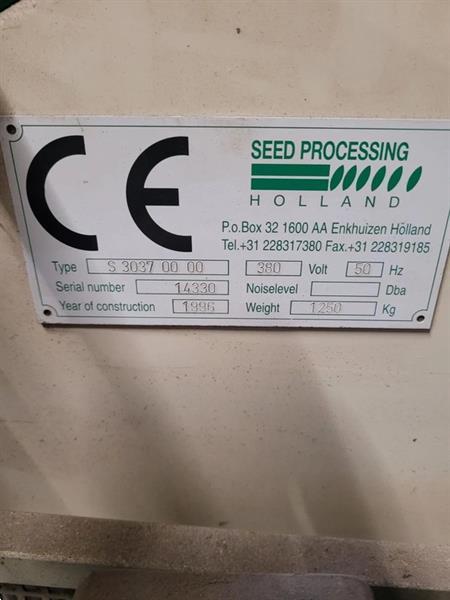 CE
SEED PROCESSING
HOLLAND
P.o.Box 32 1600 AA Enkhuizen Holland
Tel.+31 228317380 Fax.+31 228319185
Type S 3037 00 00 380 Volt 50 Hz
Serial number 14330 Noiselevel Dba
Year of construction 1996 Weight 1250 Kg